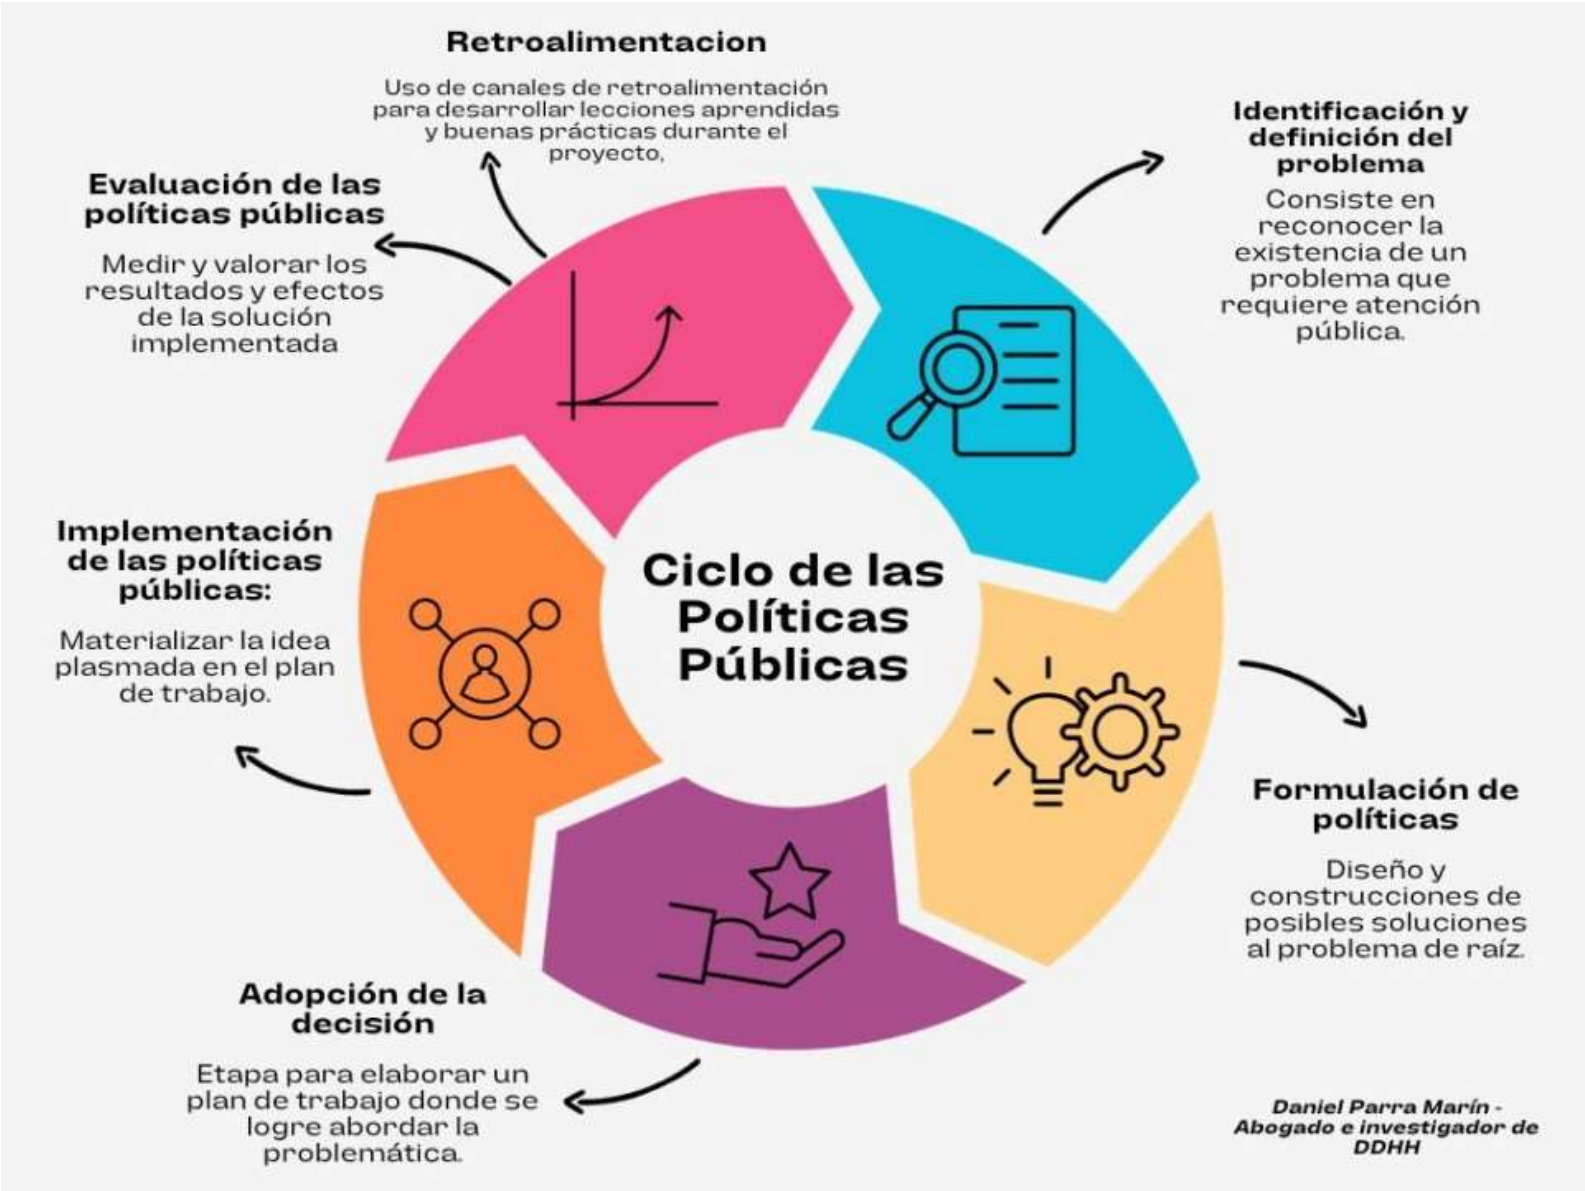 Retroalimentacion
Uso de canales de retroalimentación
para desarrollar lecciones aprendidas
y buenas prácticas durante el
proyecto,
Identificación y
definición del
problema
Consiste en
reconocer la
existencia de un
problema que
requiere atención
pública.
Evaluación de las
políticas públicas
Medir y valorar los
resultados y efectos
de la solución
implementada
Implementación
de las políticas
públicas:
Materializar la idea
plasmada en el plan
de trabajo.
Ciclo de las
Políticas
Públicas
Formulación de
políticas
Diseño y
construcciones de
posibles soluciones
al problema de raíz.
Adopción de la
decisión
Etapa para elaborar un
plan de trabajo donde se
logre abordar la
problemática.
Daniel Parra Marín -
Abogado e investigador de
DDHH